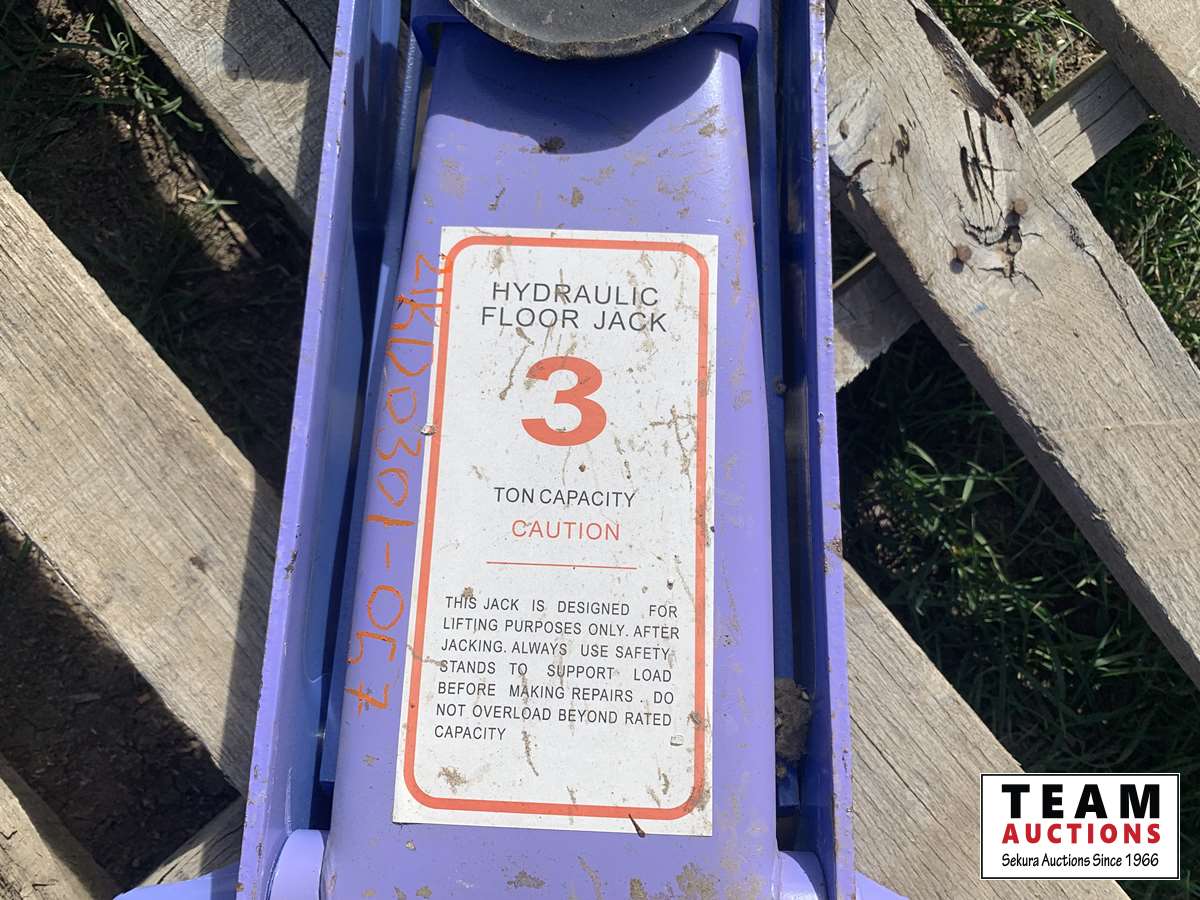 HYDRAULIC
FLOOR JACK
3
TON CAPACITY
CAUTION
THIS JACK IS DESIGNED FOR
LIFTING PURPOSES ONLY. AFTER
JACKING. ALWAYS USE SAFETY
STANDS TO SUPPORT LOAD
BEFORE MAKING REPAIRS . DO
NOT OVERLOAD BEYOND RATED
CAPACITY
TEAM
AUCTIONS
Sekura Auctions Since 1966